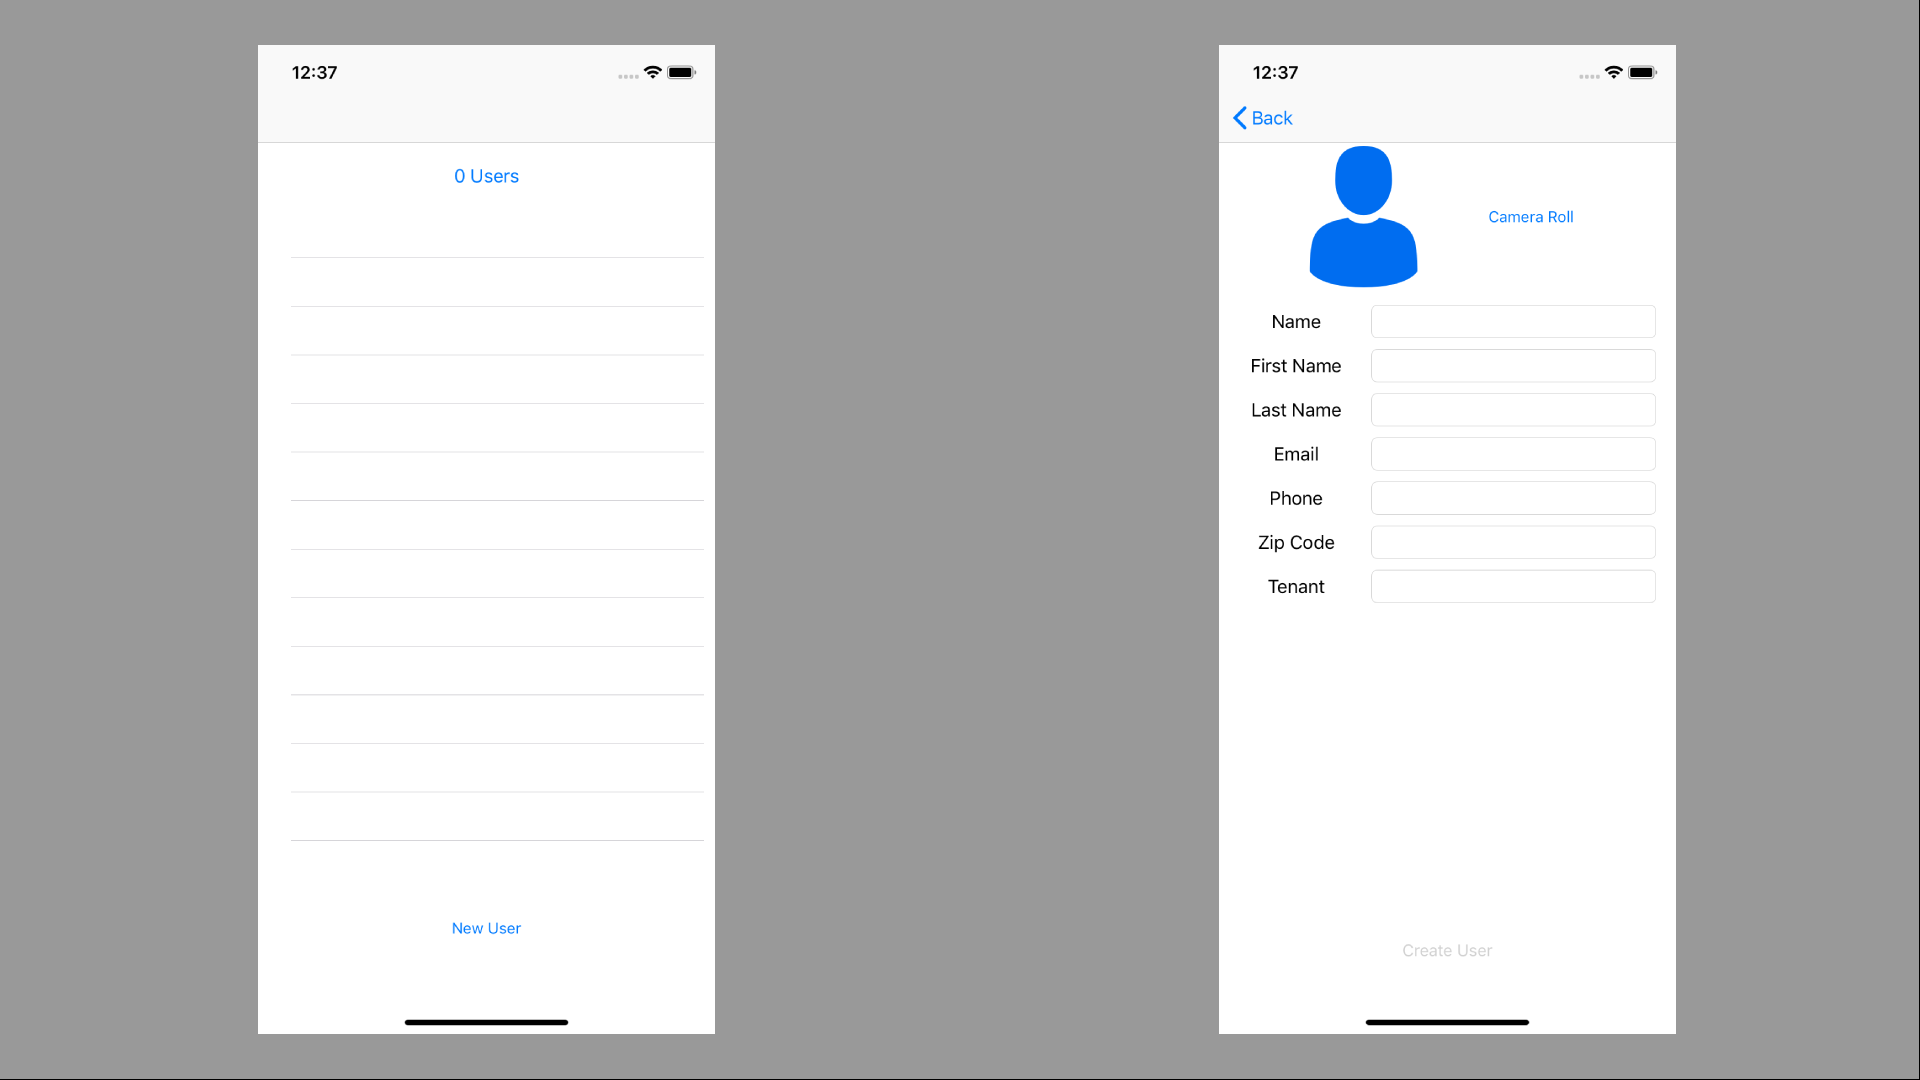 12:37
0 Users
New User
12:37
Back
Camera Roll
Name
First Name
Last Name
Email
Phone
Zip Code
Tenant
Create User